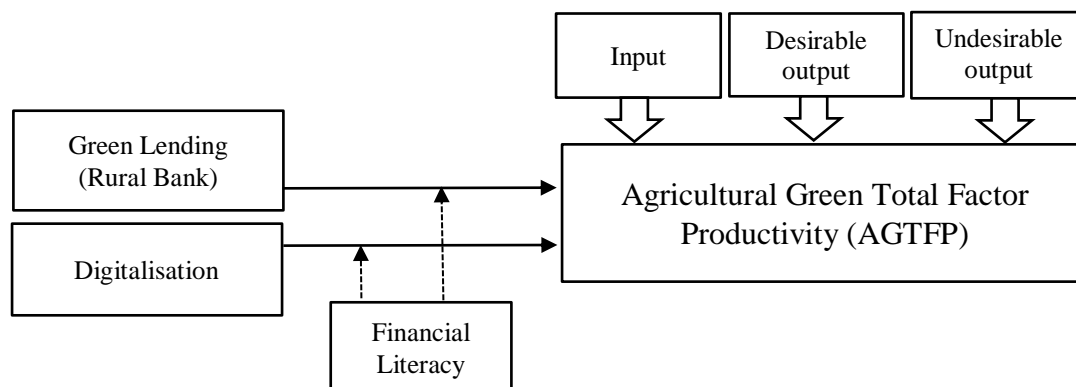 Input
Desirable
output
Undesirable
output
Green Lending
(Rural Bank)
Agricultural Green Total Factor
Productivity (AGTFP)
Digitalisation
Financial
Literacy